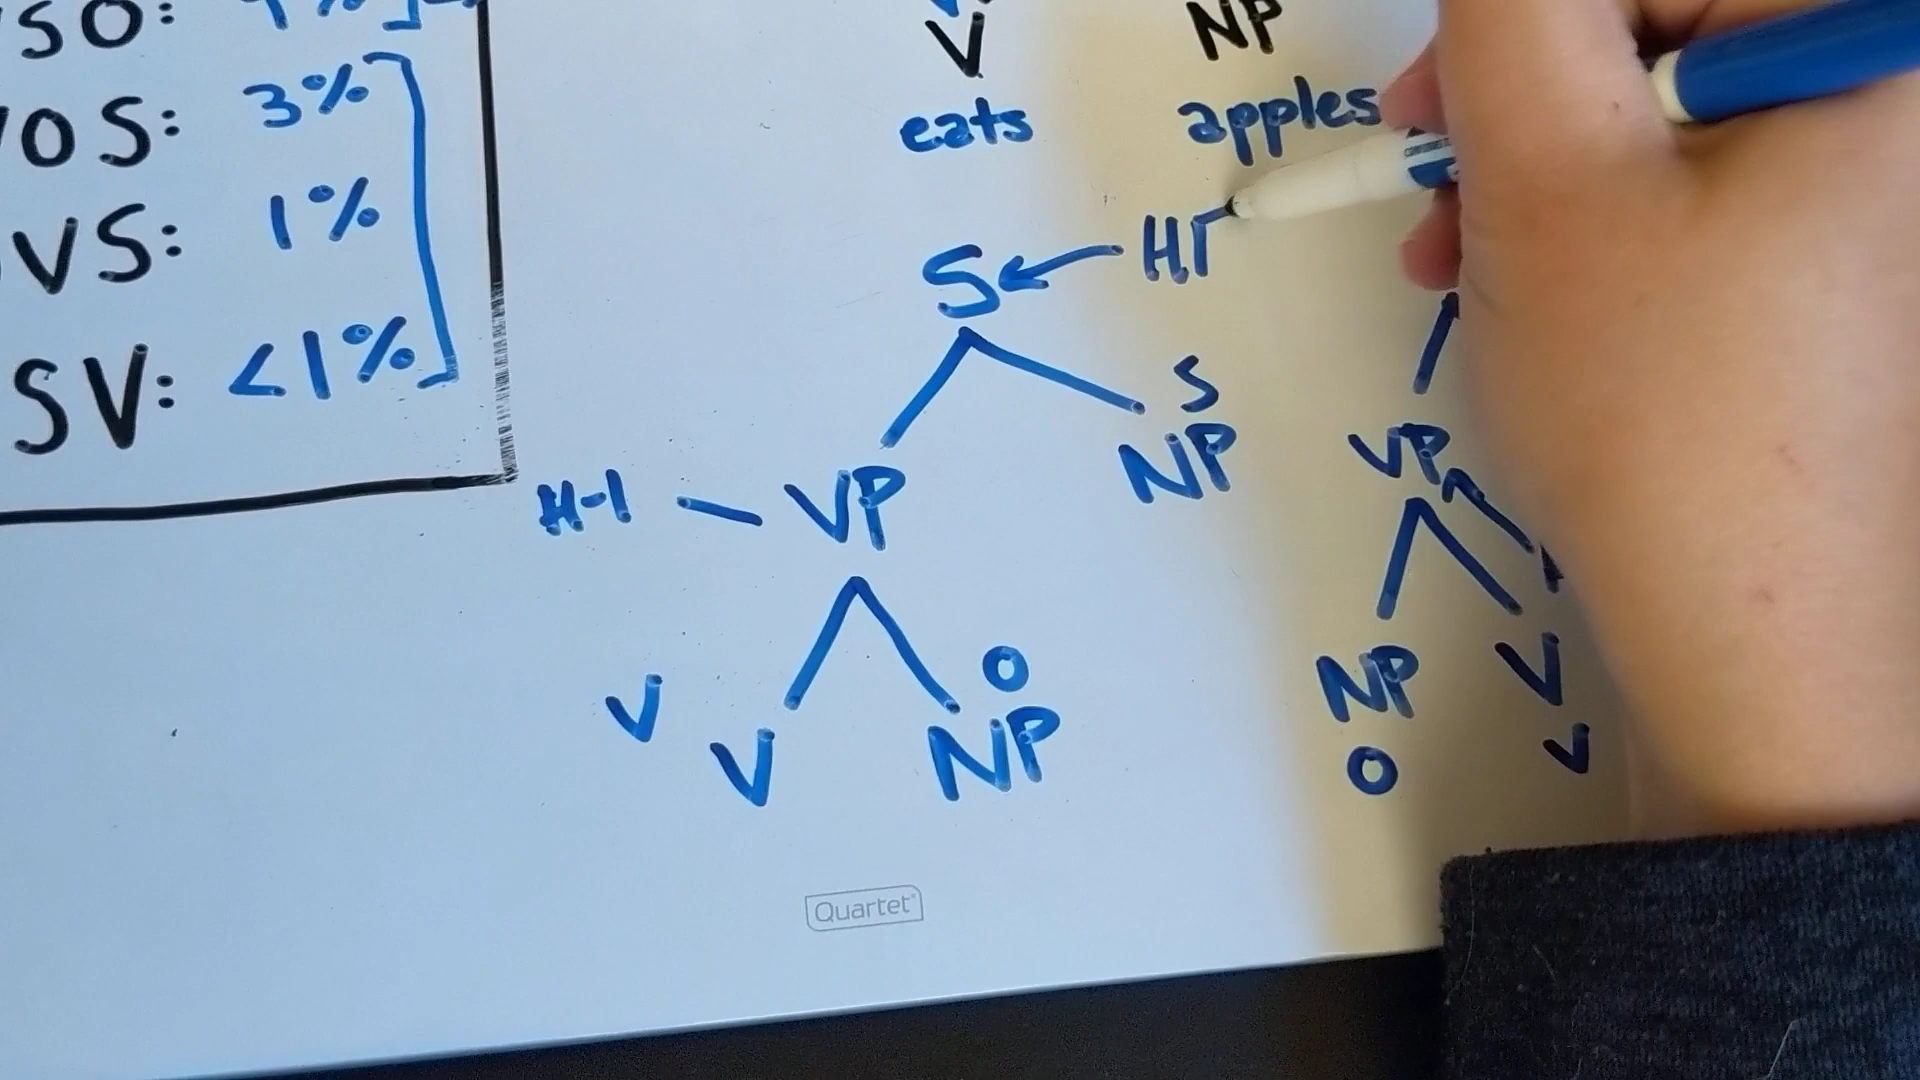 SO:
OS: 3%
VS: 1%
SV: <1%
V NP
eats apples
S
S
H-1 VP NP VP
O
V V NP NP V
O V
Quartet